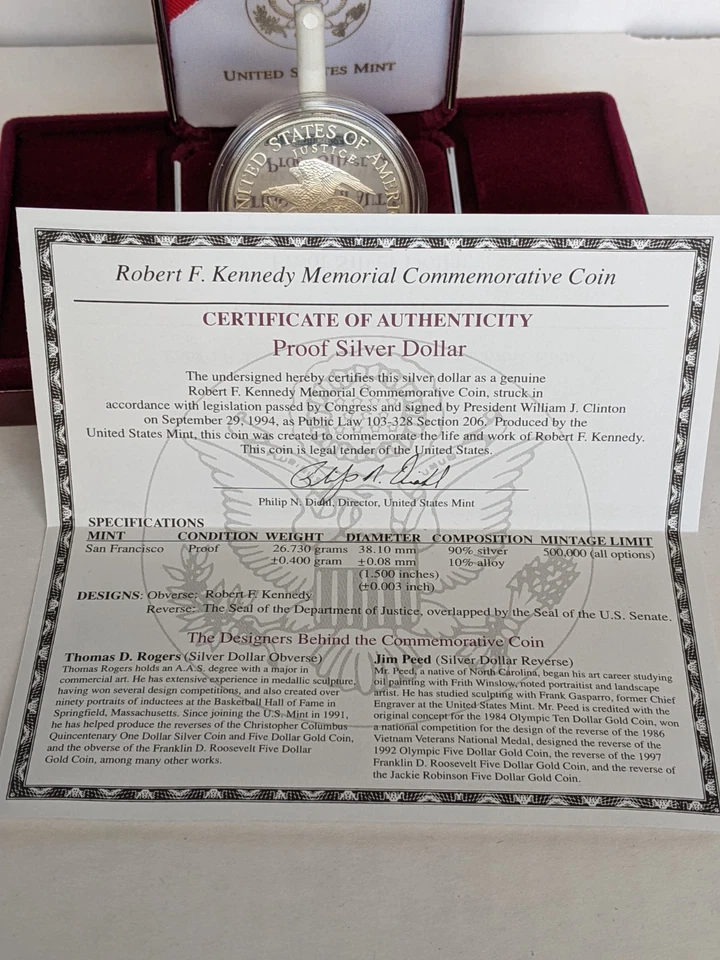 UNITED STATES MINT
UNITED STATES OF AMERI
JUSTICE
Robert F. Kennedy Memorial Commemorative Coin
CERTIFICATE OF AUTHENTICITY
Proof Silver Dollar
The undersigned hereby certifies this silver dollar as a genuine
Robert F. Kennedy Memorial Commemorative Coin, struck in
accordance with legislation passed by Congress and signed by President William J. Clinton
on September 29, 1994, as Public Law 103-328 Section 206. Produced by the
United States Mint, this coin was created to commemorate the life and work of Robert F. Kennedy.
This coin is legal tender of the United States.
Philip N. Diehl
Philip N. Diehl, Director, United States Mint
SPECIFICATIONS
MINT CONDITION WEIGHT DIAMETER COMPOSITION MINTAGE LIMIT
San Francisco Proof 26.730 grams 38.10 mm 90% silver 500,000 (all options)
±0.400 gram ±0.08 mm 10% alloy
(1.500 inches)
(±0.003 inch)
DESIGNS: Obverse: Robert F. Kennedy
Reverse: The Seal of the Department of Justice, overlapped by the Seal of the U.S. Senate.
The Designers Behind the Commemorative Coin
Thomas D. Rogers (Silver Dollar Obverse)
Thomas Rogers holds an A.A.S. degree with a major in
commercial art. He has extensive experience in medallic sculpture,
having won several design competitions, and also created over
ninety portraits of inductees at the Basketball Hall of Fame in
Springfield, Massachusetts. Since joining the U.S. Mint in 1991,
he has helped produce the reverses of the Christopher Columbus
Quincentenary One Dollar Silver Coin and Five Dollar Gold Coin,
and the obverse of the Franklin D. Roosevelt Five Dollar
Gold Coin, among many other works.
Jim Peed (Silver Dollar Reverse)
Mr. Peed, a native of North Carolina, began his art career studying
oil painting with Frith Winslow, noted portraitist and landscape
artist. He has studied sculpting with Frank Gasparro, former Chief
Engraver at the United States Mint. Mr. Peed is credited with the
original concept for the 1984 Olympic Ten Dollar Gold Coin, won
a national competition for the design of the reverse of the 1986
Vietnam Veterans National Medal, designed the reverse of the
1992 Olympic Five Dollar Gold Coin, the reverse of the 1997
Franklin D. Roosevelt Five Dollar Gold Coin, and the reverse of
the Jackie Robinson Five Dollar Gold Coin.